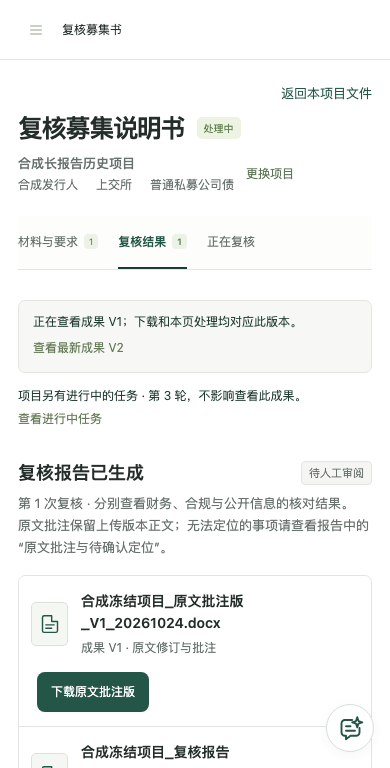 复核募集书
返回本项目文件
复核募集说明书 处理中
合成长报告历史项目
合成发行人 上交所 普通私募公司债 更换项目
材料与要求 1 复核结果 1 正在复核
正在查看成果 V1；下载和本页处理均对应此版本。
查看最新成果 V2
项目另有进行中的任务 · 第 3 轮，不影响查看此成果。
查看进行中任务
复核报告已生成 待人工审阅
第 1 次复核 · 分别查看财务、合规与公开信息的核对结果。
原文批注保留上传版本正文；无法定位的事项请查看报告中的
“原文批注与待确认定位”。
合成冻结项目_原文批注版
_V1_20261024.docx
成果 V1 · 原文修订与批注
下载原文批注版
合成冻结项目_复核报告